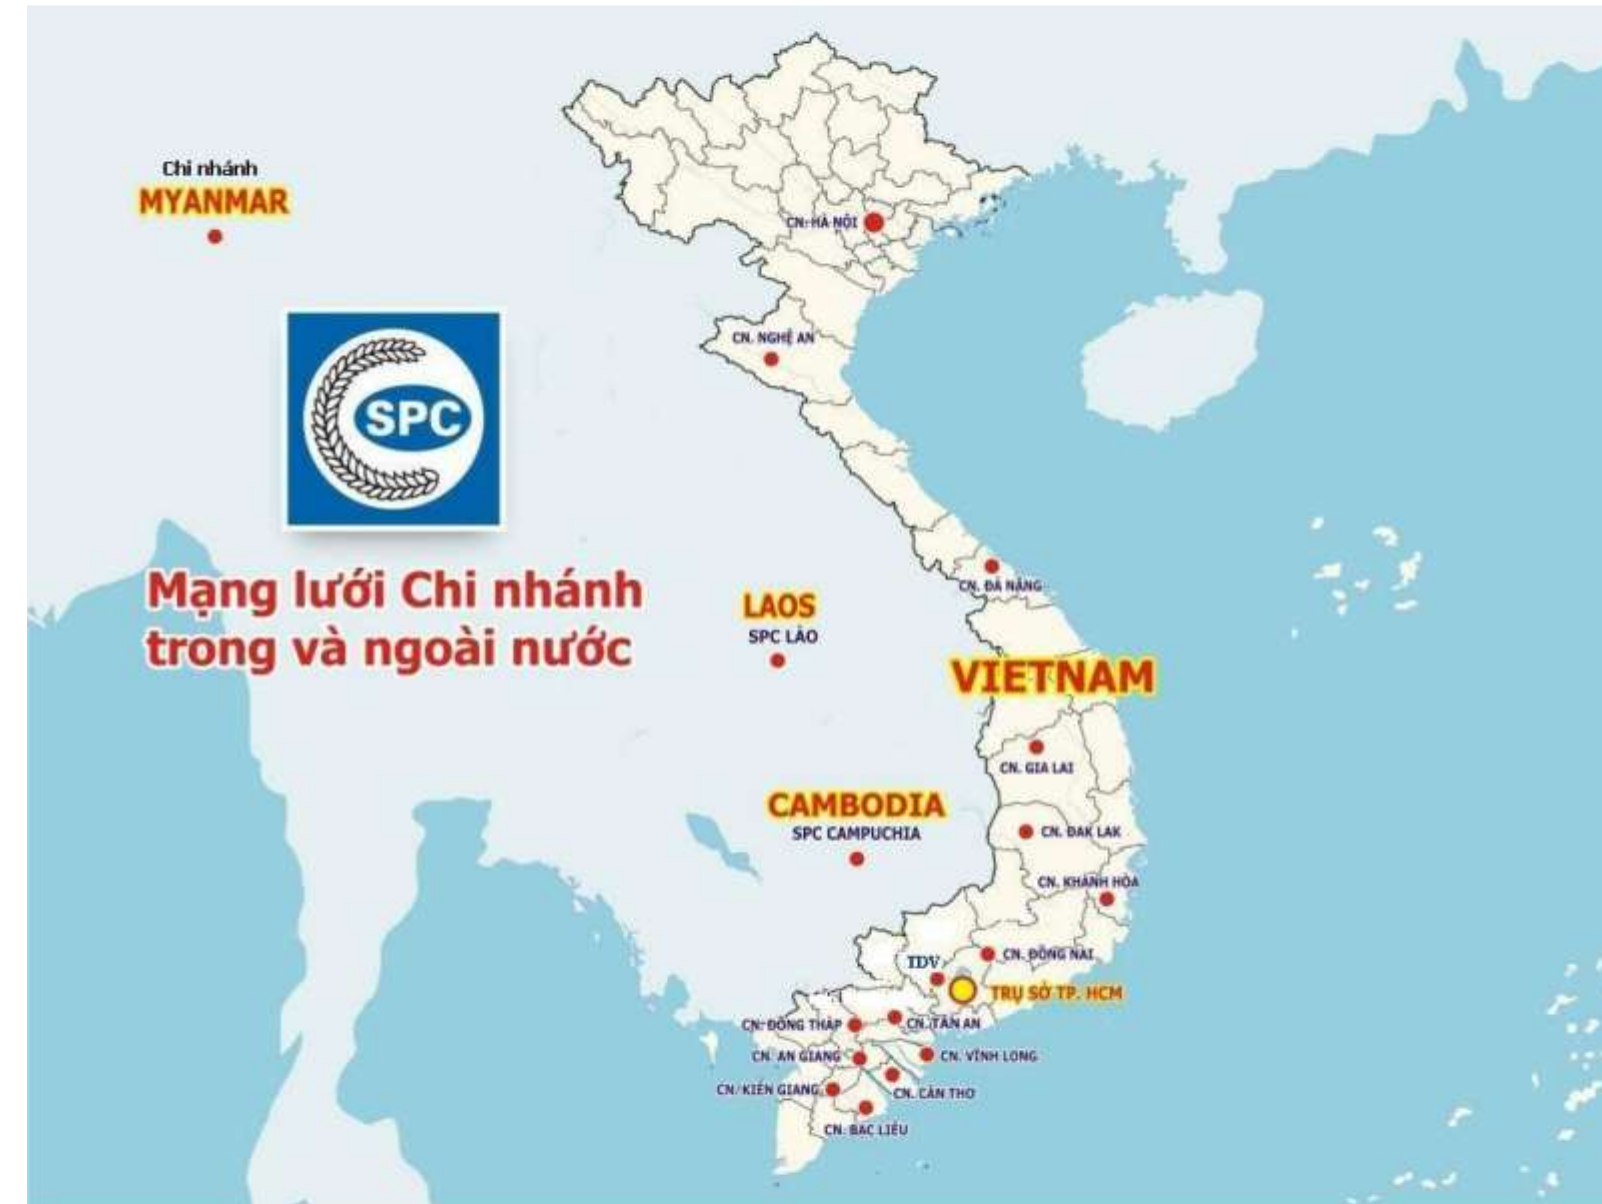 Chi nhánh
MYANMAR
CN. HÀ NỘI
CN. NGHỆ AN
SPC
Mạng lưới Chi nhánh
trong và ngoài nước
CN. ĐÀ NẴNG
LAOS
SPC LÀO
VIETNAM
CN. GIA LAI
CAMBODIA
SPC CAMPUCHIA
CN. ĐAK LAK
CN. KHÁNH HÒA
CN. ĐỒNG NAI
IDV
TRỤ SỞ TP. HCM
CN. ĐỒNG THÁP
CN. TÂN AN
CN. AN GIANG
CN. VĨNH LONG
CN. KIÊN GIANG
CN. CẦN THƠ
CN. BẠC LIÊU